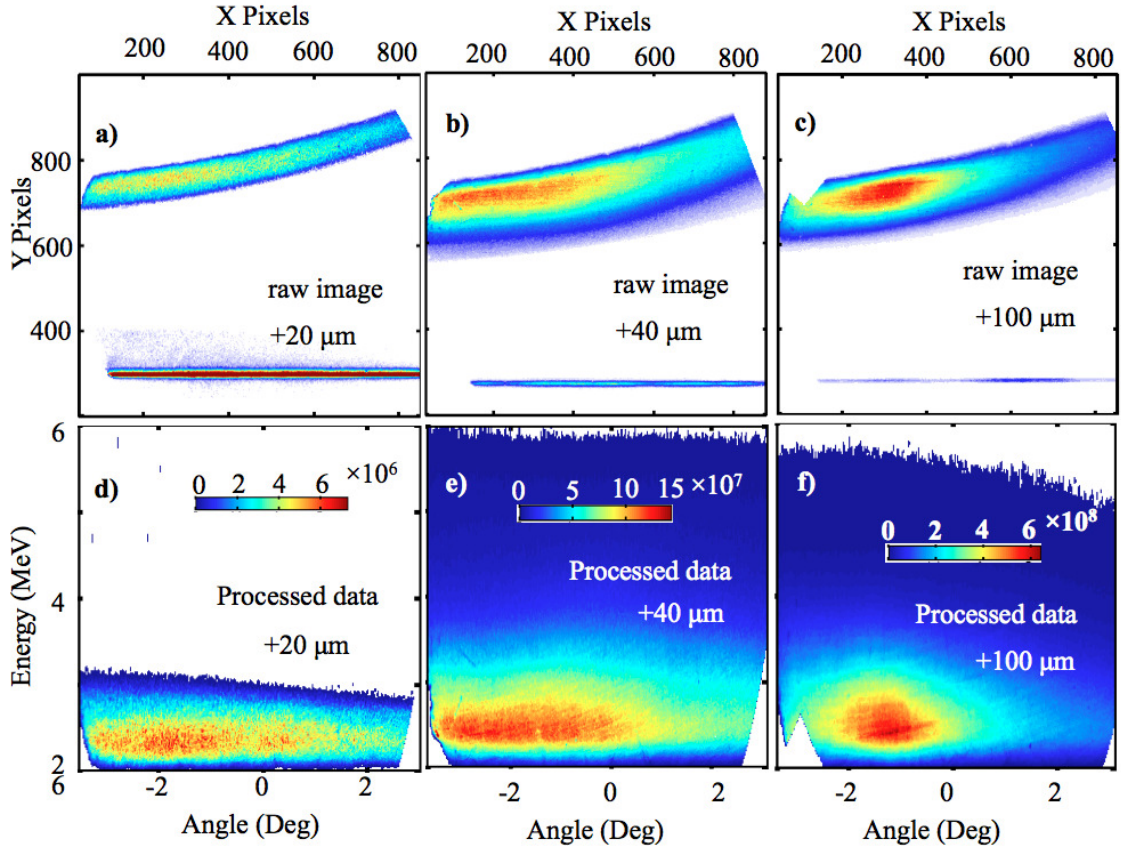 X Pixels X Pixels X Pixels
200 400 600 800 200 400 600 800 200 400 600 800
a) b) c)
Y Pixels
800
600
400
raw image
+20 μm
raw image
+40 μm
raw image
+100 μm
6
4
2
6
Energy (MeV)
d) 0 2 4 6 ×10⁶
Processed data
+20 μm
e) 0 5 10 15 ×10⁷
Processed data
+40 μm
f) 0 2 4 6 ×10⁸
Processed data
+100 μm
-2 0 2 -2 0 2 -2 0 2
Angle (Deg) Angle (Deg) Angle (Deg)